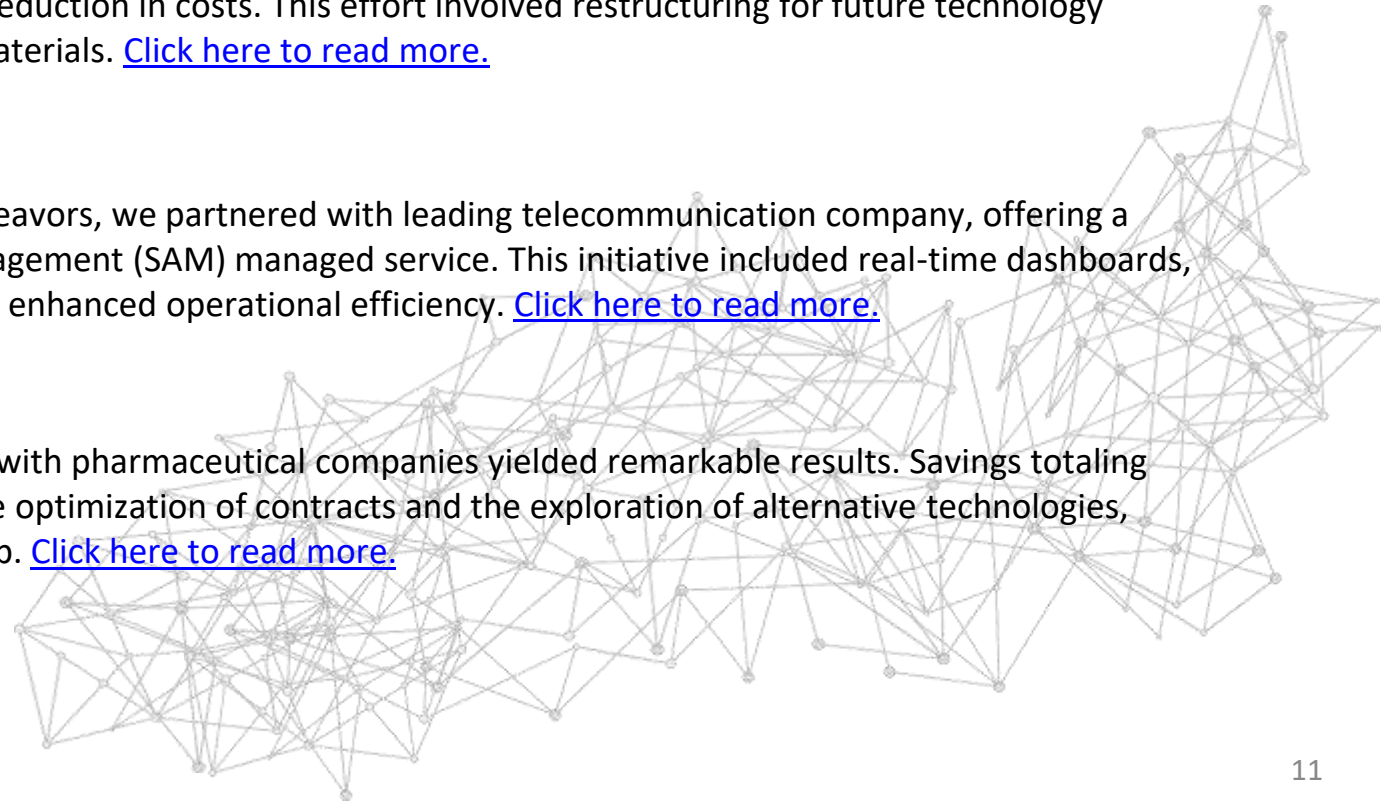 eduction in costs. This effort involved restructuring for future technology
aterials. Click here to read more.
eavors, we partnered with leading telecommunication company, offering a
agement (SAM) managed service. This initiative included real-time dashboards,
enhanced operational efficiency. Click here to read more.
with pharmaceutical companies yielded remarkable results. Savings totaling
e optimization of contracts and the exploration of alternative technologies,
p. Click here to read more.
11